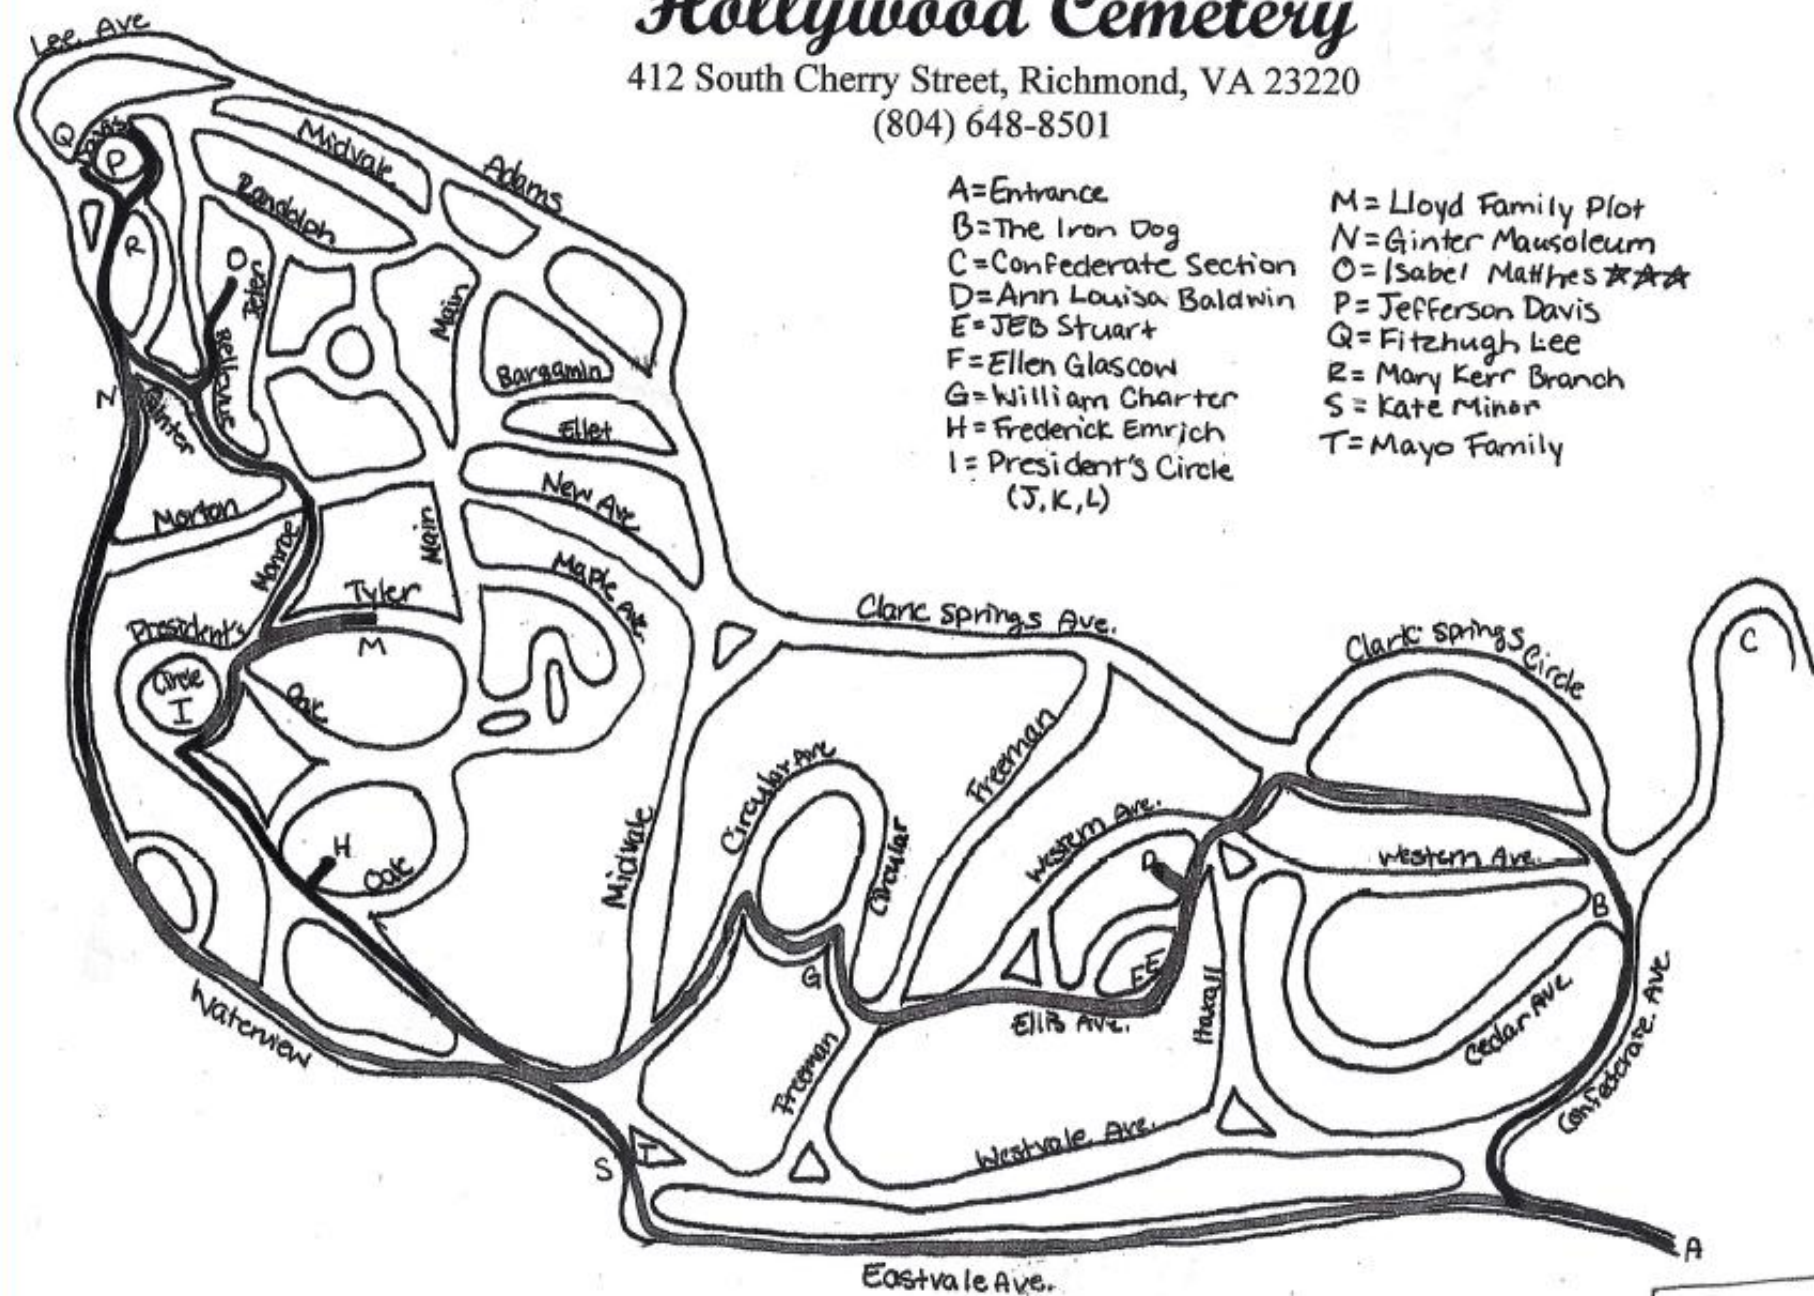 Hollywood Cemetery
412 South Cherry Street, Richmond, VA 23220
(804) 648-8501
A=Entrance
B=The Iron Dog
C=Confederate Section
D=Ann Louisa Baldwin
E=JEB Stuart
F=Ellen Glascow
G=William Charter
H=Frederick Emrich
I=President's Circle
(J,K,L)
M=Lloyd Family Plot
N=Ginter Mausoleum
O=Isabel Matthes ☆☆☆
P=Jefferson Davis
Q=Fitzhugh Lee
R=Mary Kerr Branch
S=Kate Minor
T=Mayo Family
Lee Ave
Q
Davis
P
Midvale
Adams
Randolph
R
O
Peter
Main
Bellevue
Bargamin
N
Ginter
Ellet
New Ave
Morton
Main
Monroe
Maple Ave.
Tyler
M
President's
Circle
I
Oak
H
Oak
Clark Springs Ave.
Clark Springs Circle
C
Freeman
Circular Ave
Circular
Midvale
Western Ave.
Western Ave.
D
B
G
Ellis Ave.
Haxall
Cedar Ave
Confederate Ave
Waterview
Freeman
Westvale Ave.
S
T
A
Eastvale Ave.